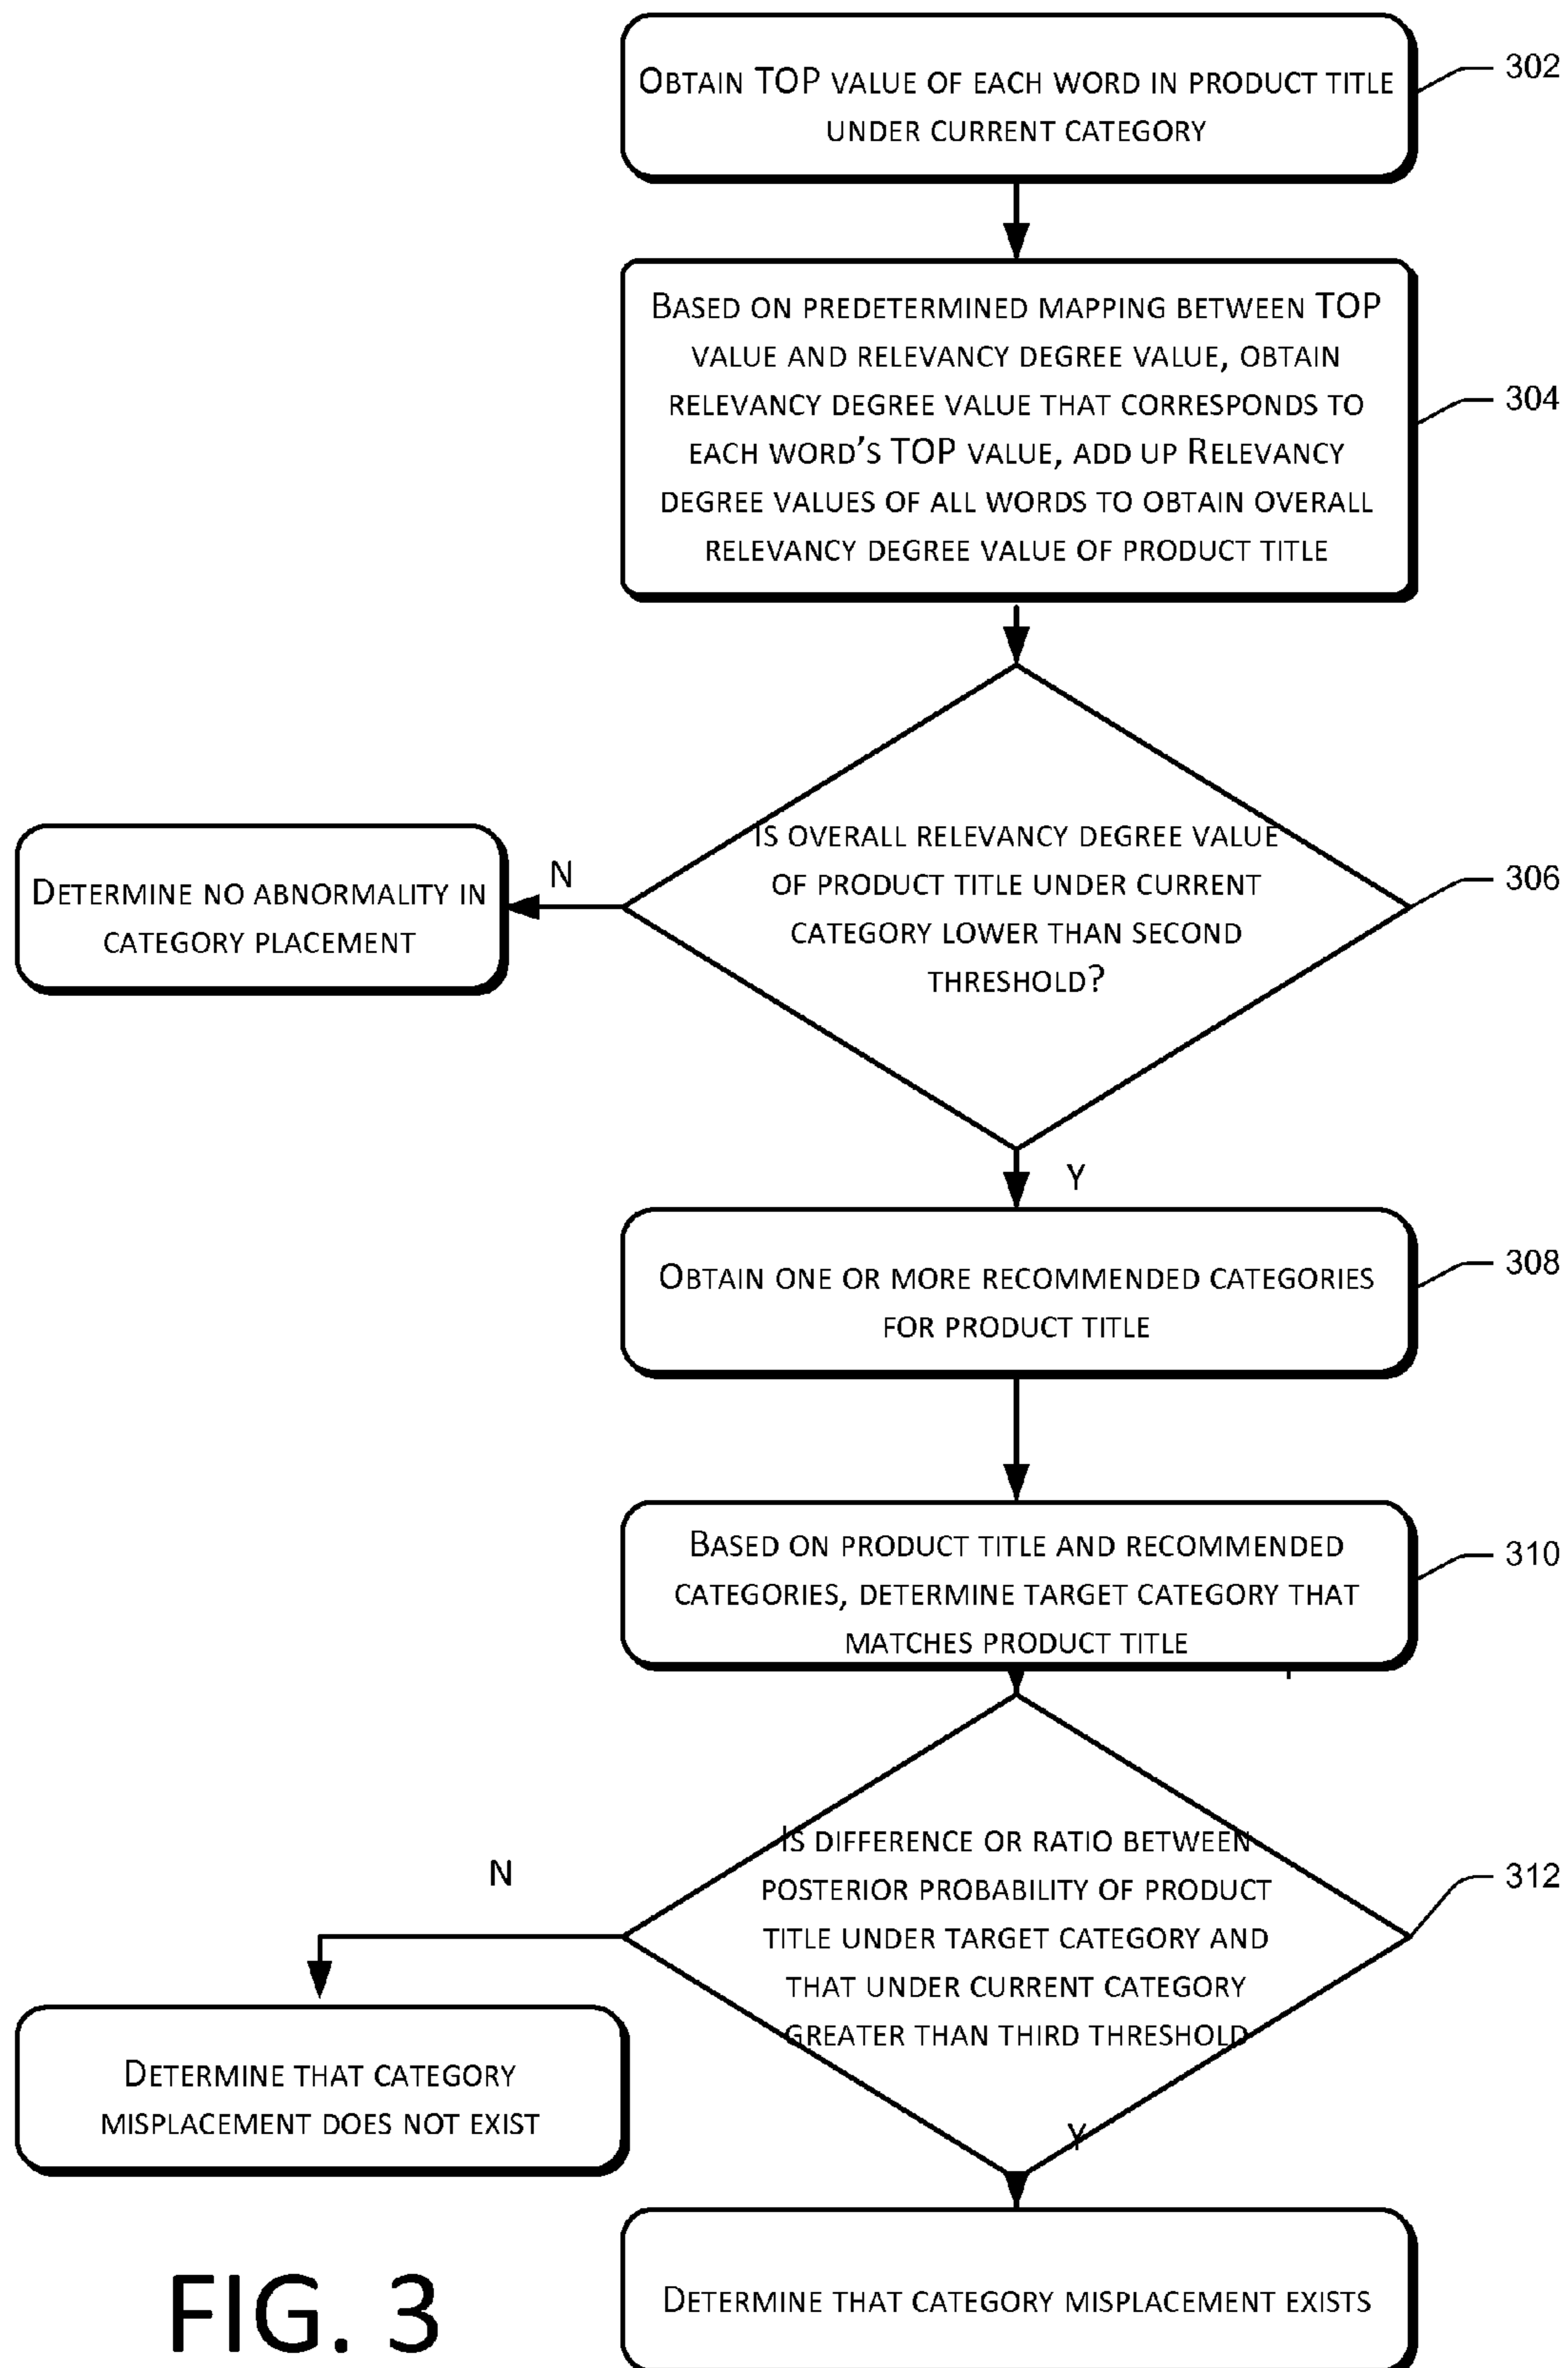 OBTAIN TOP VALUE OF EACH WORD IN PRODUCT TITLE
UNDER CURRENT CATEGORY
302
BASED ON PREDETERMINED MAPPING BETWEEN TOP
VALUE AND RELEVANCY DEGREE VALUE, OBTAIN
RELEVANCY DEGREE VALUE THAT CORRESPONDS TO
EACH WORD'S TOP VALUE, ADD UP RELEVANCY
DEGREE VALUES OF ALL WORDS TO OBTAIN OVERALL
RELEVANCY DEGREE VALUE OF PRODUCT TITLE
304
IS OVERALL RELEVANCY DEGREE VALUE
OF PRODUCT TITLE UNDER CURRENT
CATEGORY LOWER THAN SECOND
THRESHOLD?
306
N
DETERMINE NO ABNORMALITY IN
CATEGORY PLACEMENT
Y
OBTAIN ONE OR MORE RECOMMENDED CATEGORIES
FOR PRODUCT TITLE
308
BASED ON PRODUCT TITLE AND RECOMMENDED
CATEGORIES, DETERMINE TARGET CATEGORY THAT
MATCHES PRODUCT TITLE
310
IS DIFFERENCE OR RATIO BETWEEN
POSTERIOR PROBABILITY OF PRODUCT
TITLE UNDER TARGET CATEGORY AND
THAT UNDER CURRENT CATEGORY
GREATER THAN THIRD THRESHOLD
312
N
DETERMINE THAT CATEGORY
MISPLACEMENT DOES NOT EXIST
Y
DETERMINE THAT CATEGORY MISPLACEMENT EXISTS
FIG. 3